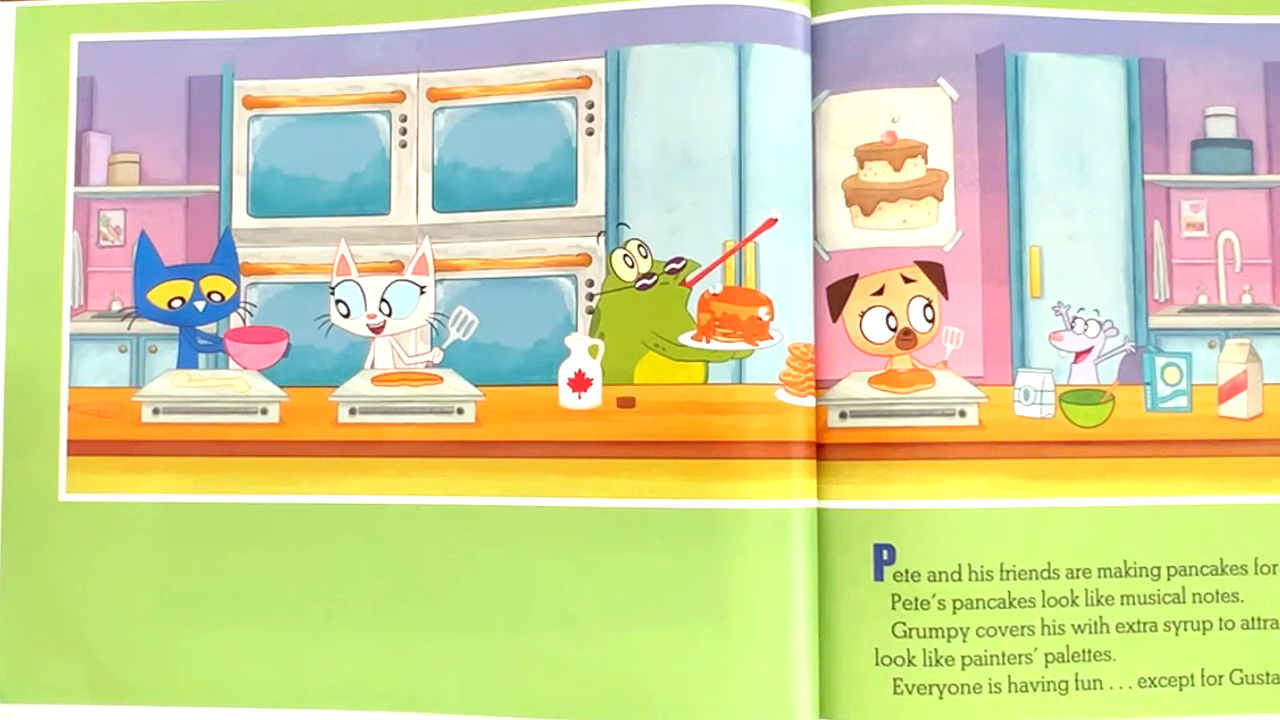 Pete and his friends are making pancakes for
Pete's pancakes look like musical notes.
Grumpy covers his with extra syrup to attra
look like painters' palettes.
Everyone is having fun . . . except for Gusta